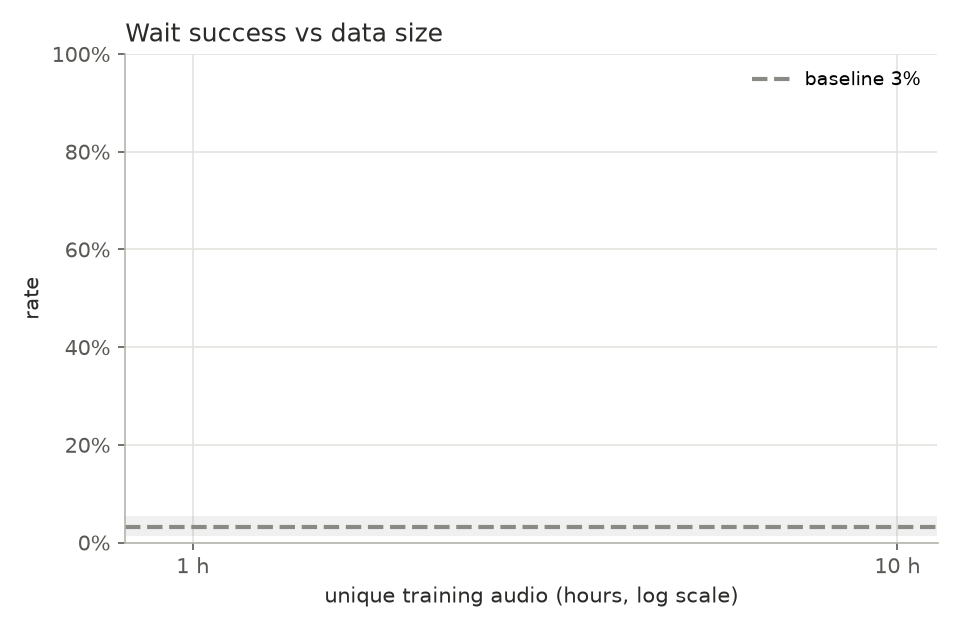 Wait success vs data size
100%
baseline 3%
80%
60%
rate
40%
20%
0%
1 h
10 h
unique training audio (hours, log scale)